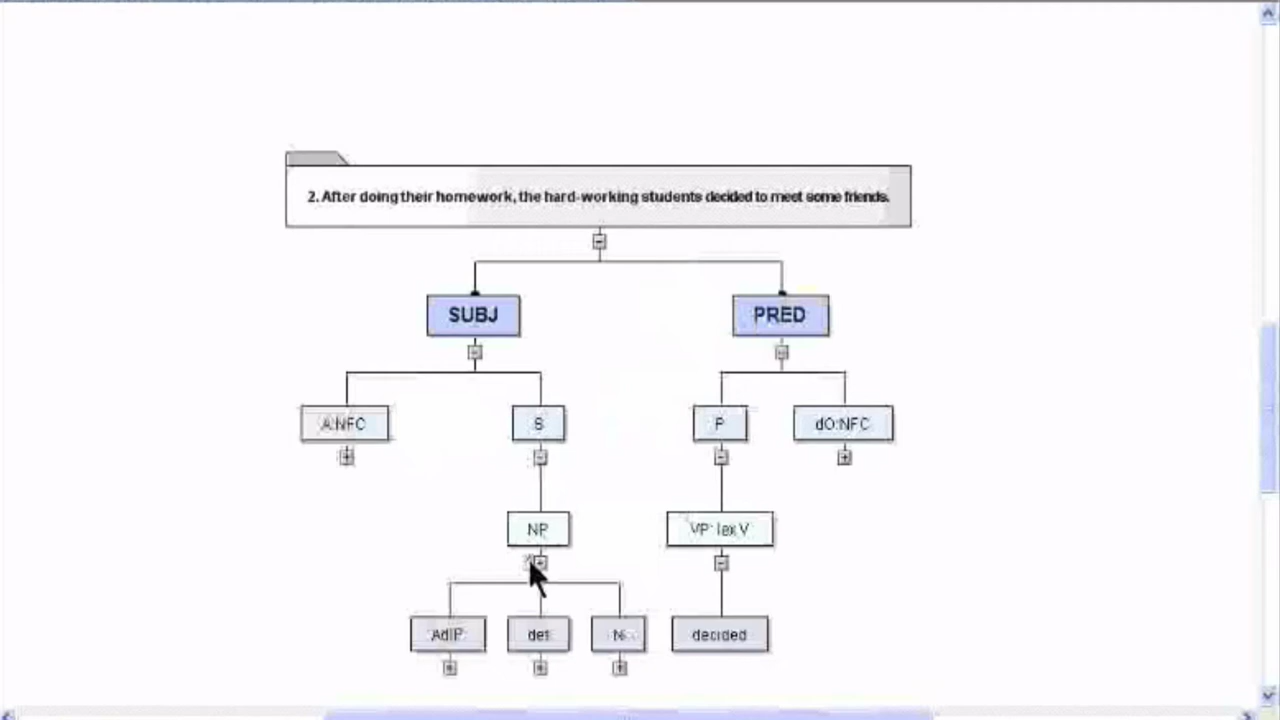 2. After doing their homework, the hard-working students decided to meet some friends.
SUBJ PRED
A:NFC S P dO:NFC
NP VP: lex V
AdjP det N decided